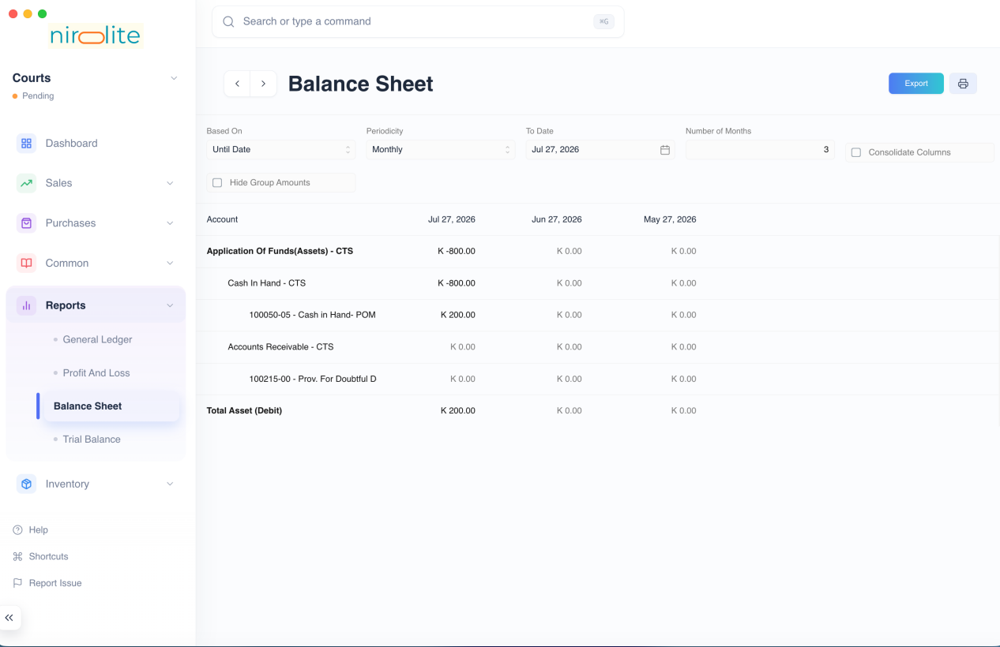 nirolite
Search or type a command
⌘G
Courts
Pending
Balance Sheet
Export
Based On
Periodicity
To Date
Number of Months
Until Date
Monthly
Jul 27, 2026
3
Consolidate Columns
Hide Group Amounts
Dashboard
Sales
Purchases
Common
Reports
General Ledger
Profit And Loss
Balance Sheet
Trial Balance
Inventory
Help
Shortcuts
Report Issue
Account Jul 27, 2026 Jun 27, 2026 May 27, 2026
Application Of Funds(Assets) - CTS K -800.00 K 0.00 K 0.00
Cash In Hand - CTS K -800.00 K 0.00 K 0.00
100050-05 - Cash in Hand- POM K 200.00 K 0.00 K 0.00
Accounts Receivable - CTS K 0.00 K 0.00 K 0.00
100215-00 - Prov. For Doubtful D K 0.00 K 0.00 K 0.00
Total Asset (Debit) K 200.00 K 0.00 K 0.00